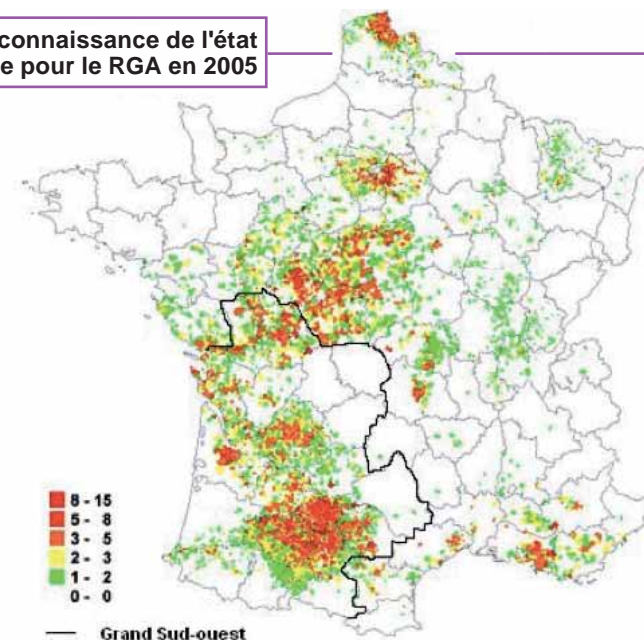 connaissance de l'état
e pour le RGA en 2005
8 - 15
5 - 8
3 - 5
2 - 3
1 - 2
0 - 0
Grand Sud-ouest